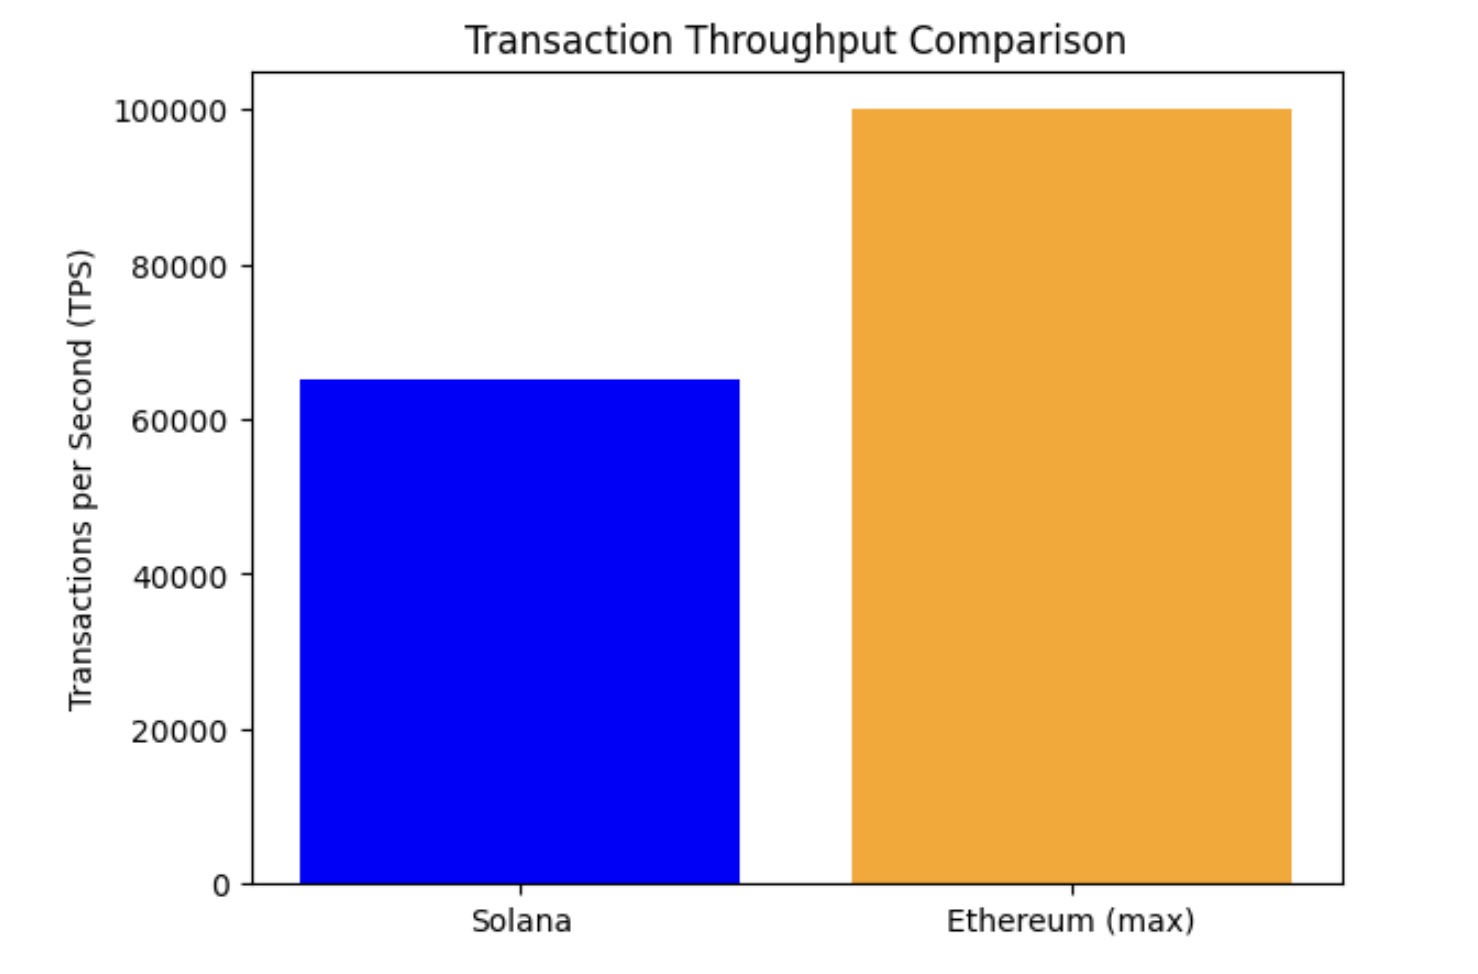 Transaction Throughput Comparison
Transactions per Second (TPS)
100000
80000
60000
40000
20000
0
Solana
Ethereum (max)